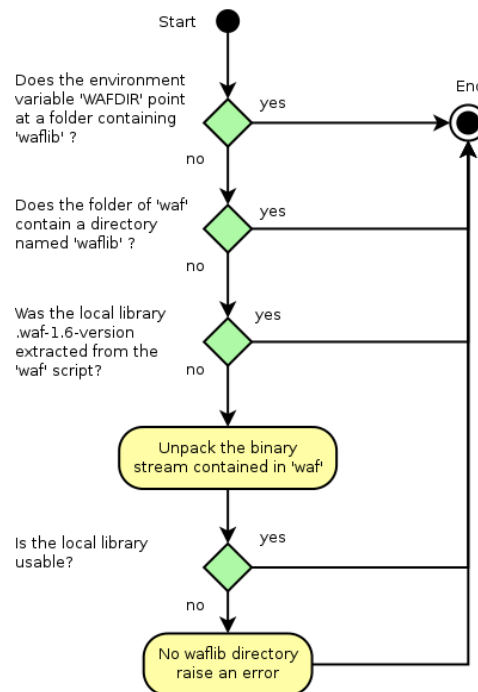 Start
Does the environment
variable 'WAFDIR' point
at a folder containing
'waflib' ?
yes
End
no
Does the folder of 'waf'
contain a directory
named 'waflib' ?
yes
no
Was the local library
.waf-1.6-version
extracted from the
'waf' script?
yes
no
Unpack the binary
stream contained in 'waf'
Is the local library
usable?
yes
no
No waflib directory
raise an error